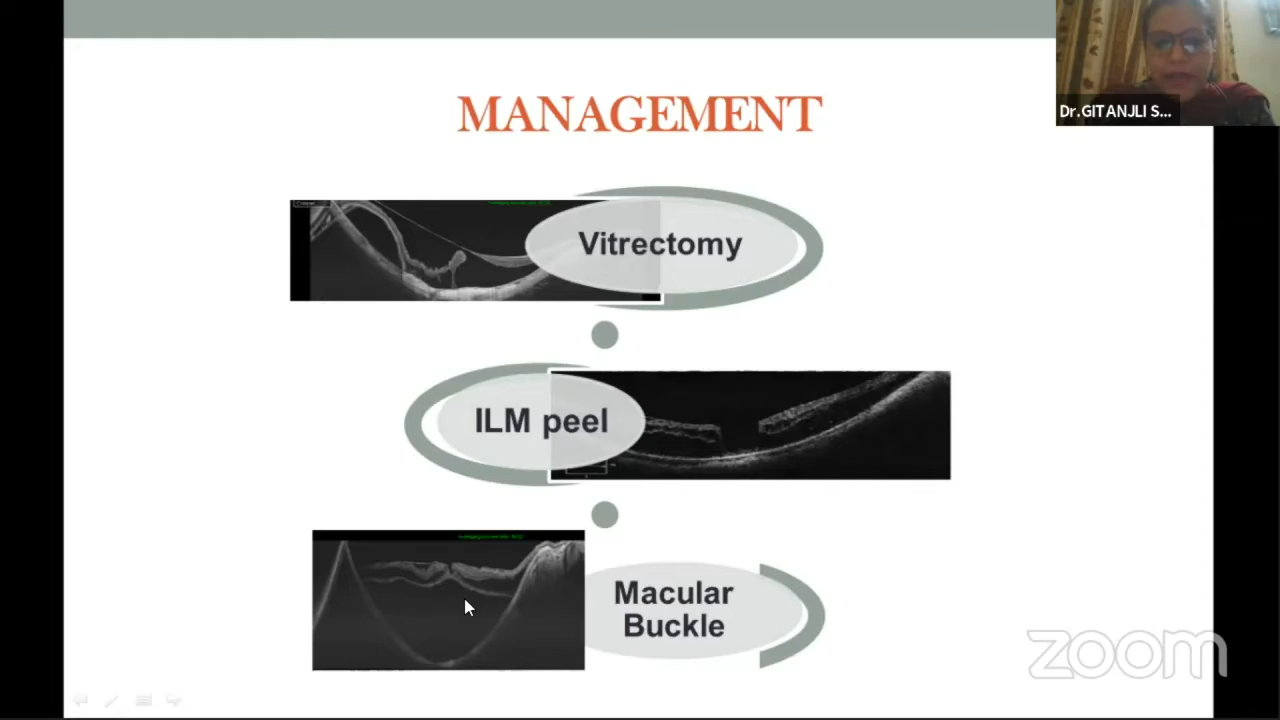 Dr.GITANJLI S...
MANAGEMENT
Vitrectomy
ILM peel
Macular
Buckle
zoom